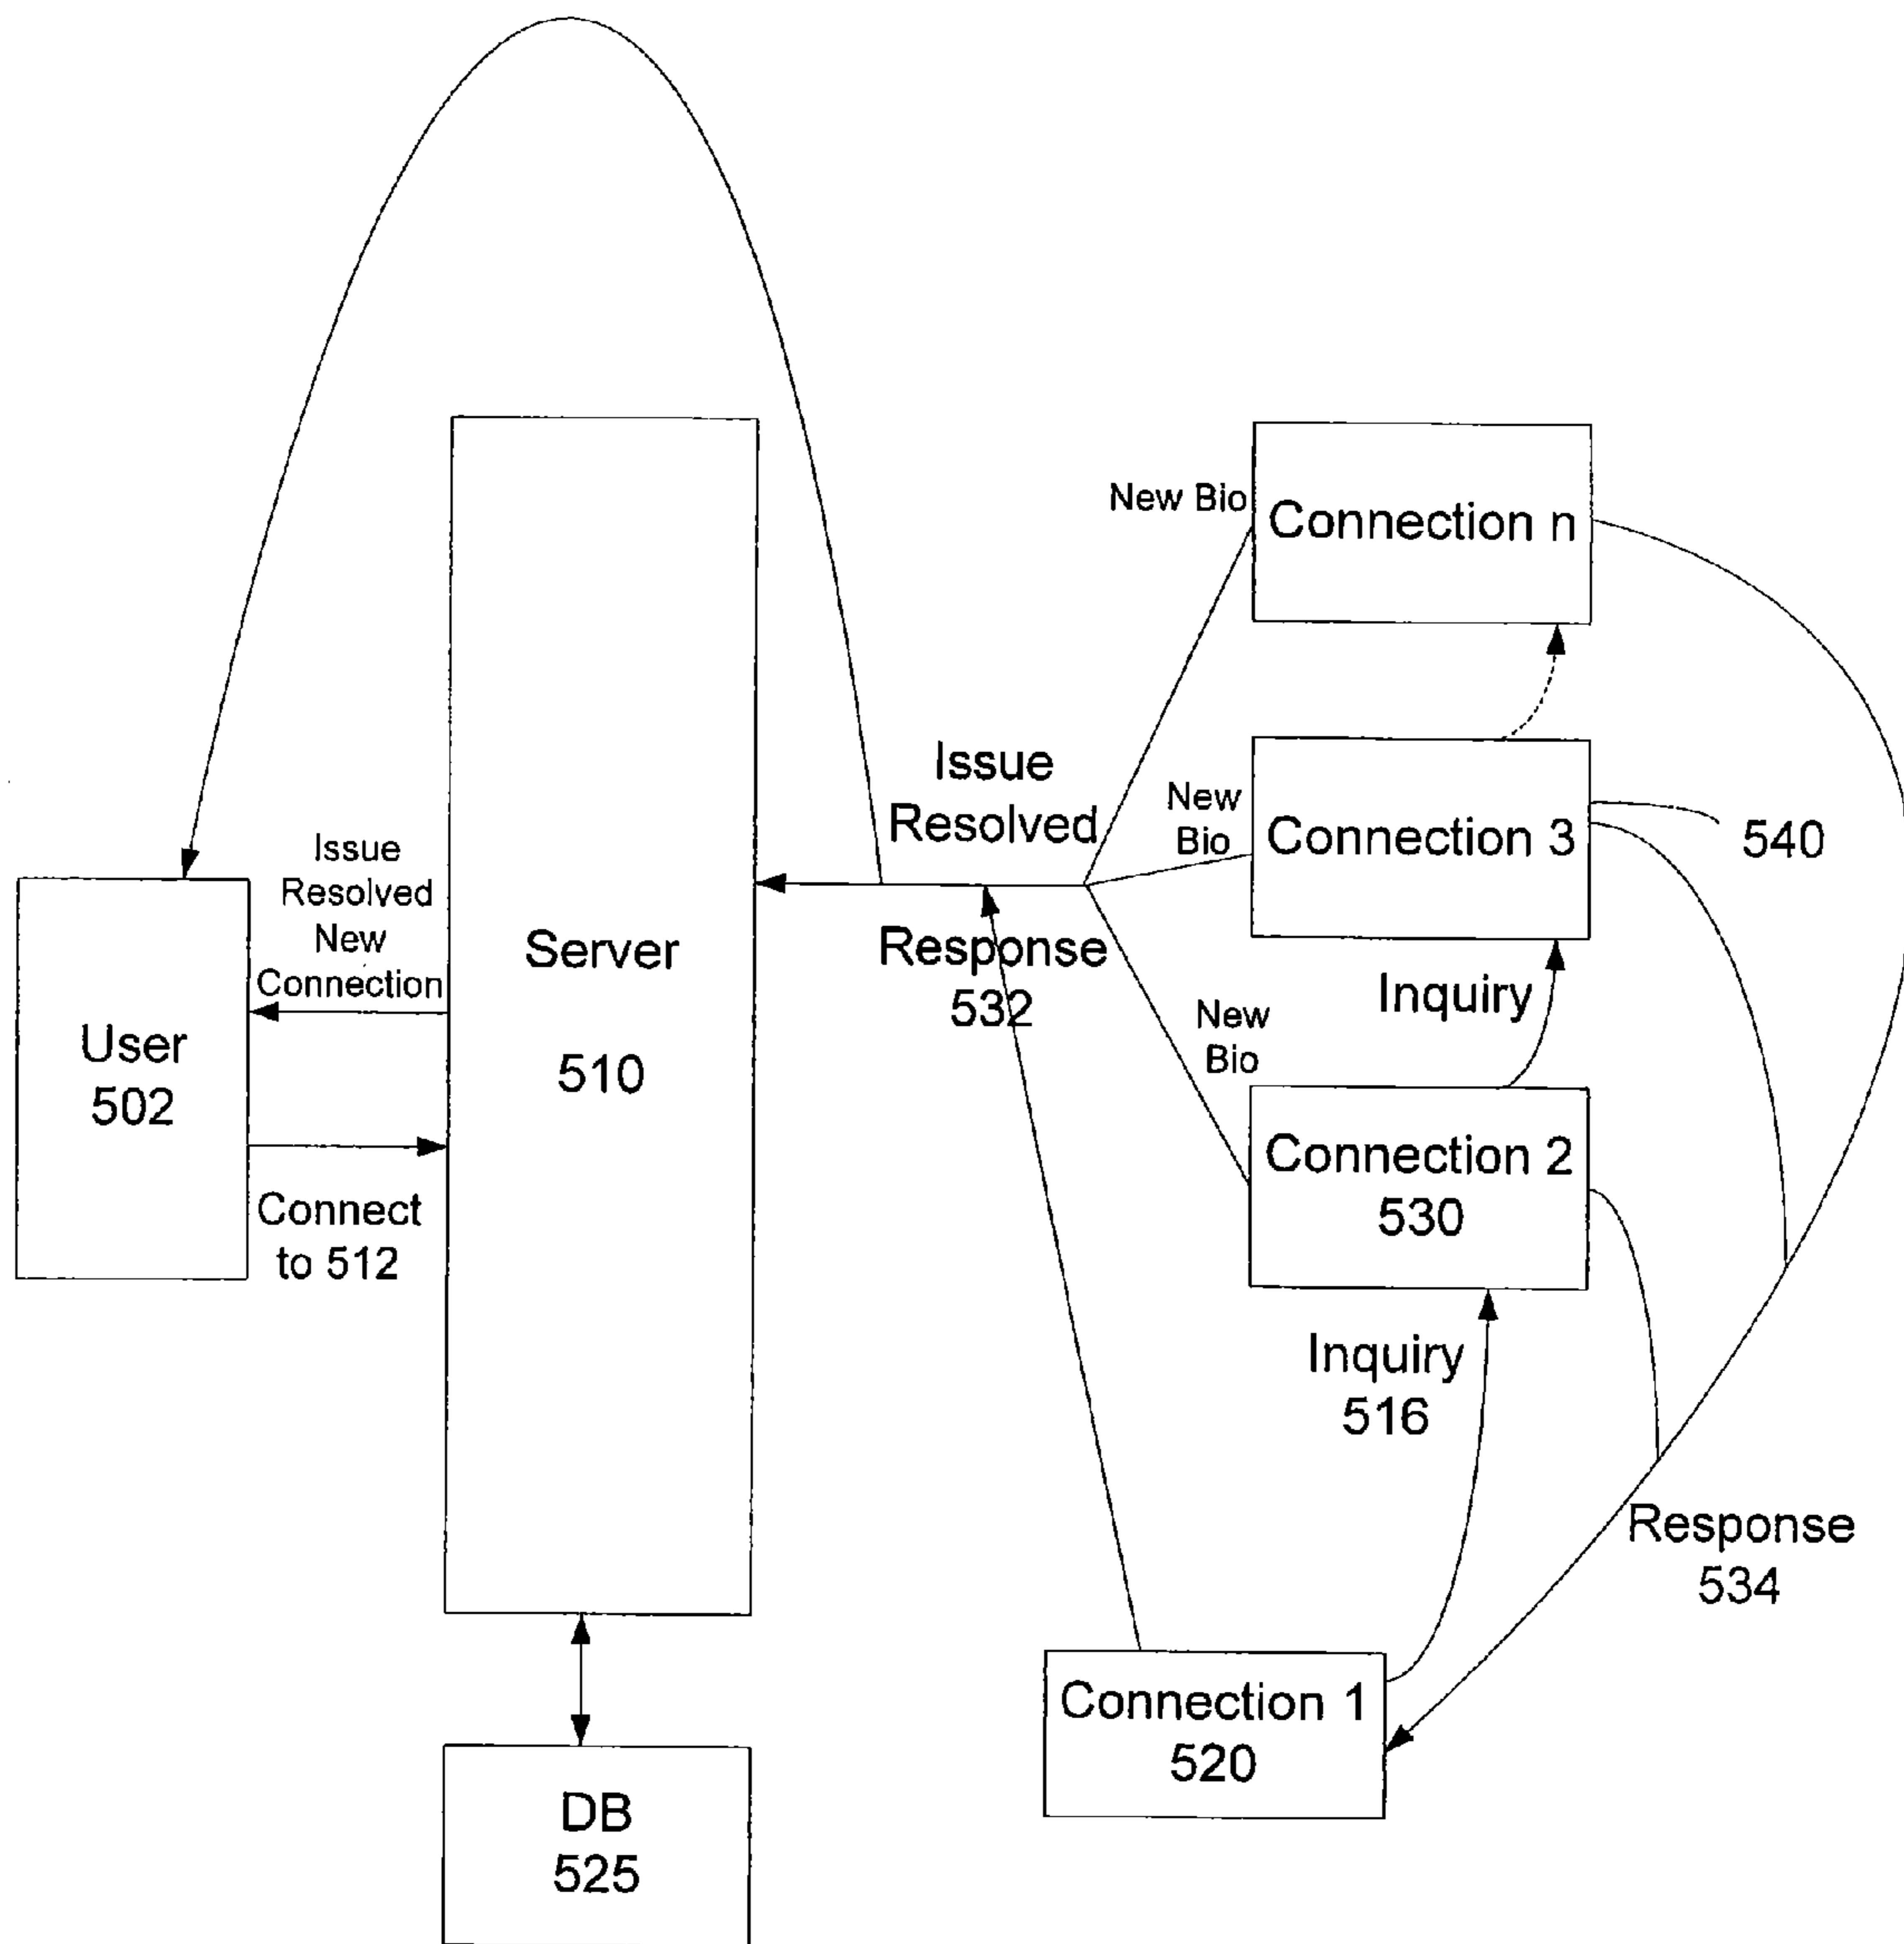 New Bio
Connection n
Issue
Resolved
New
Bio
Connection 3
540
Issue
Resolved
New
Connection
Server
510
Response
532
Inquiry
User
502
New
Bio
Connection 2
530
Connect
to 512
Inquiry
516
Response
534
Connection 1
520
DB
525